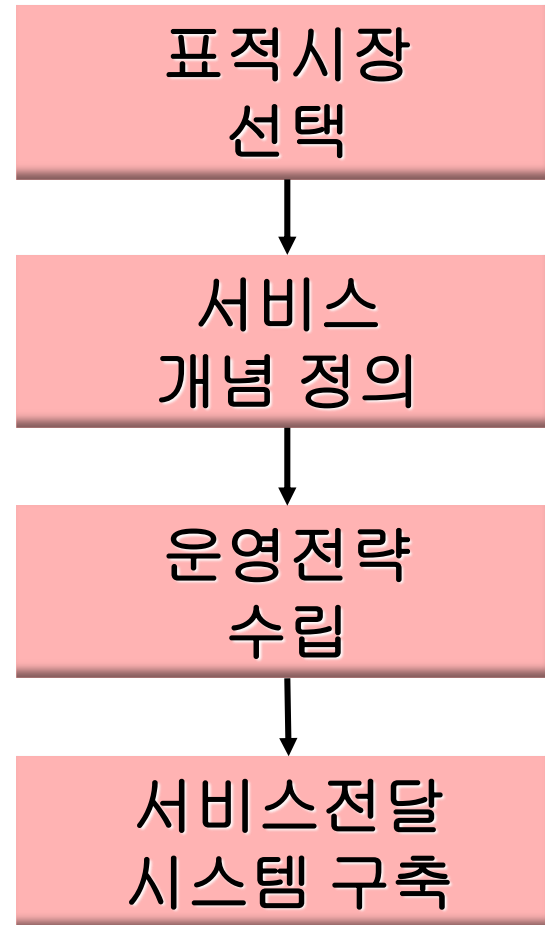 표적시장
선택
서비스
개념 정의
운영전략
수립
서비스전달
시스템 구축